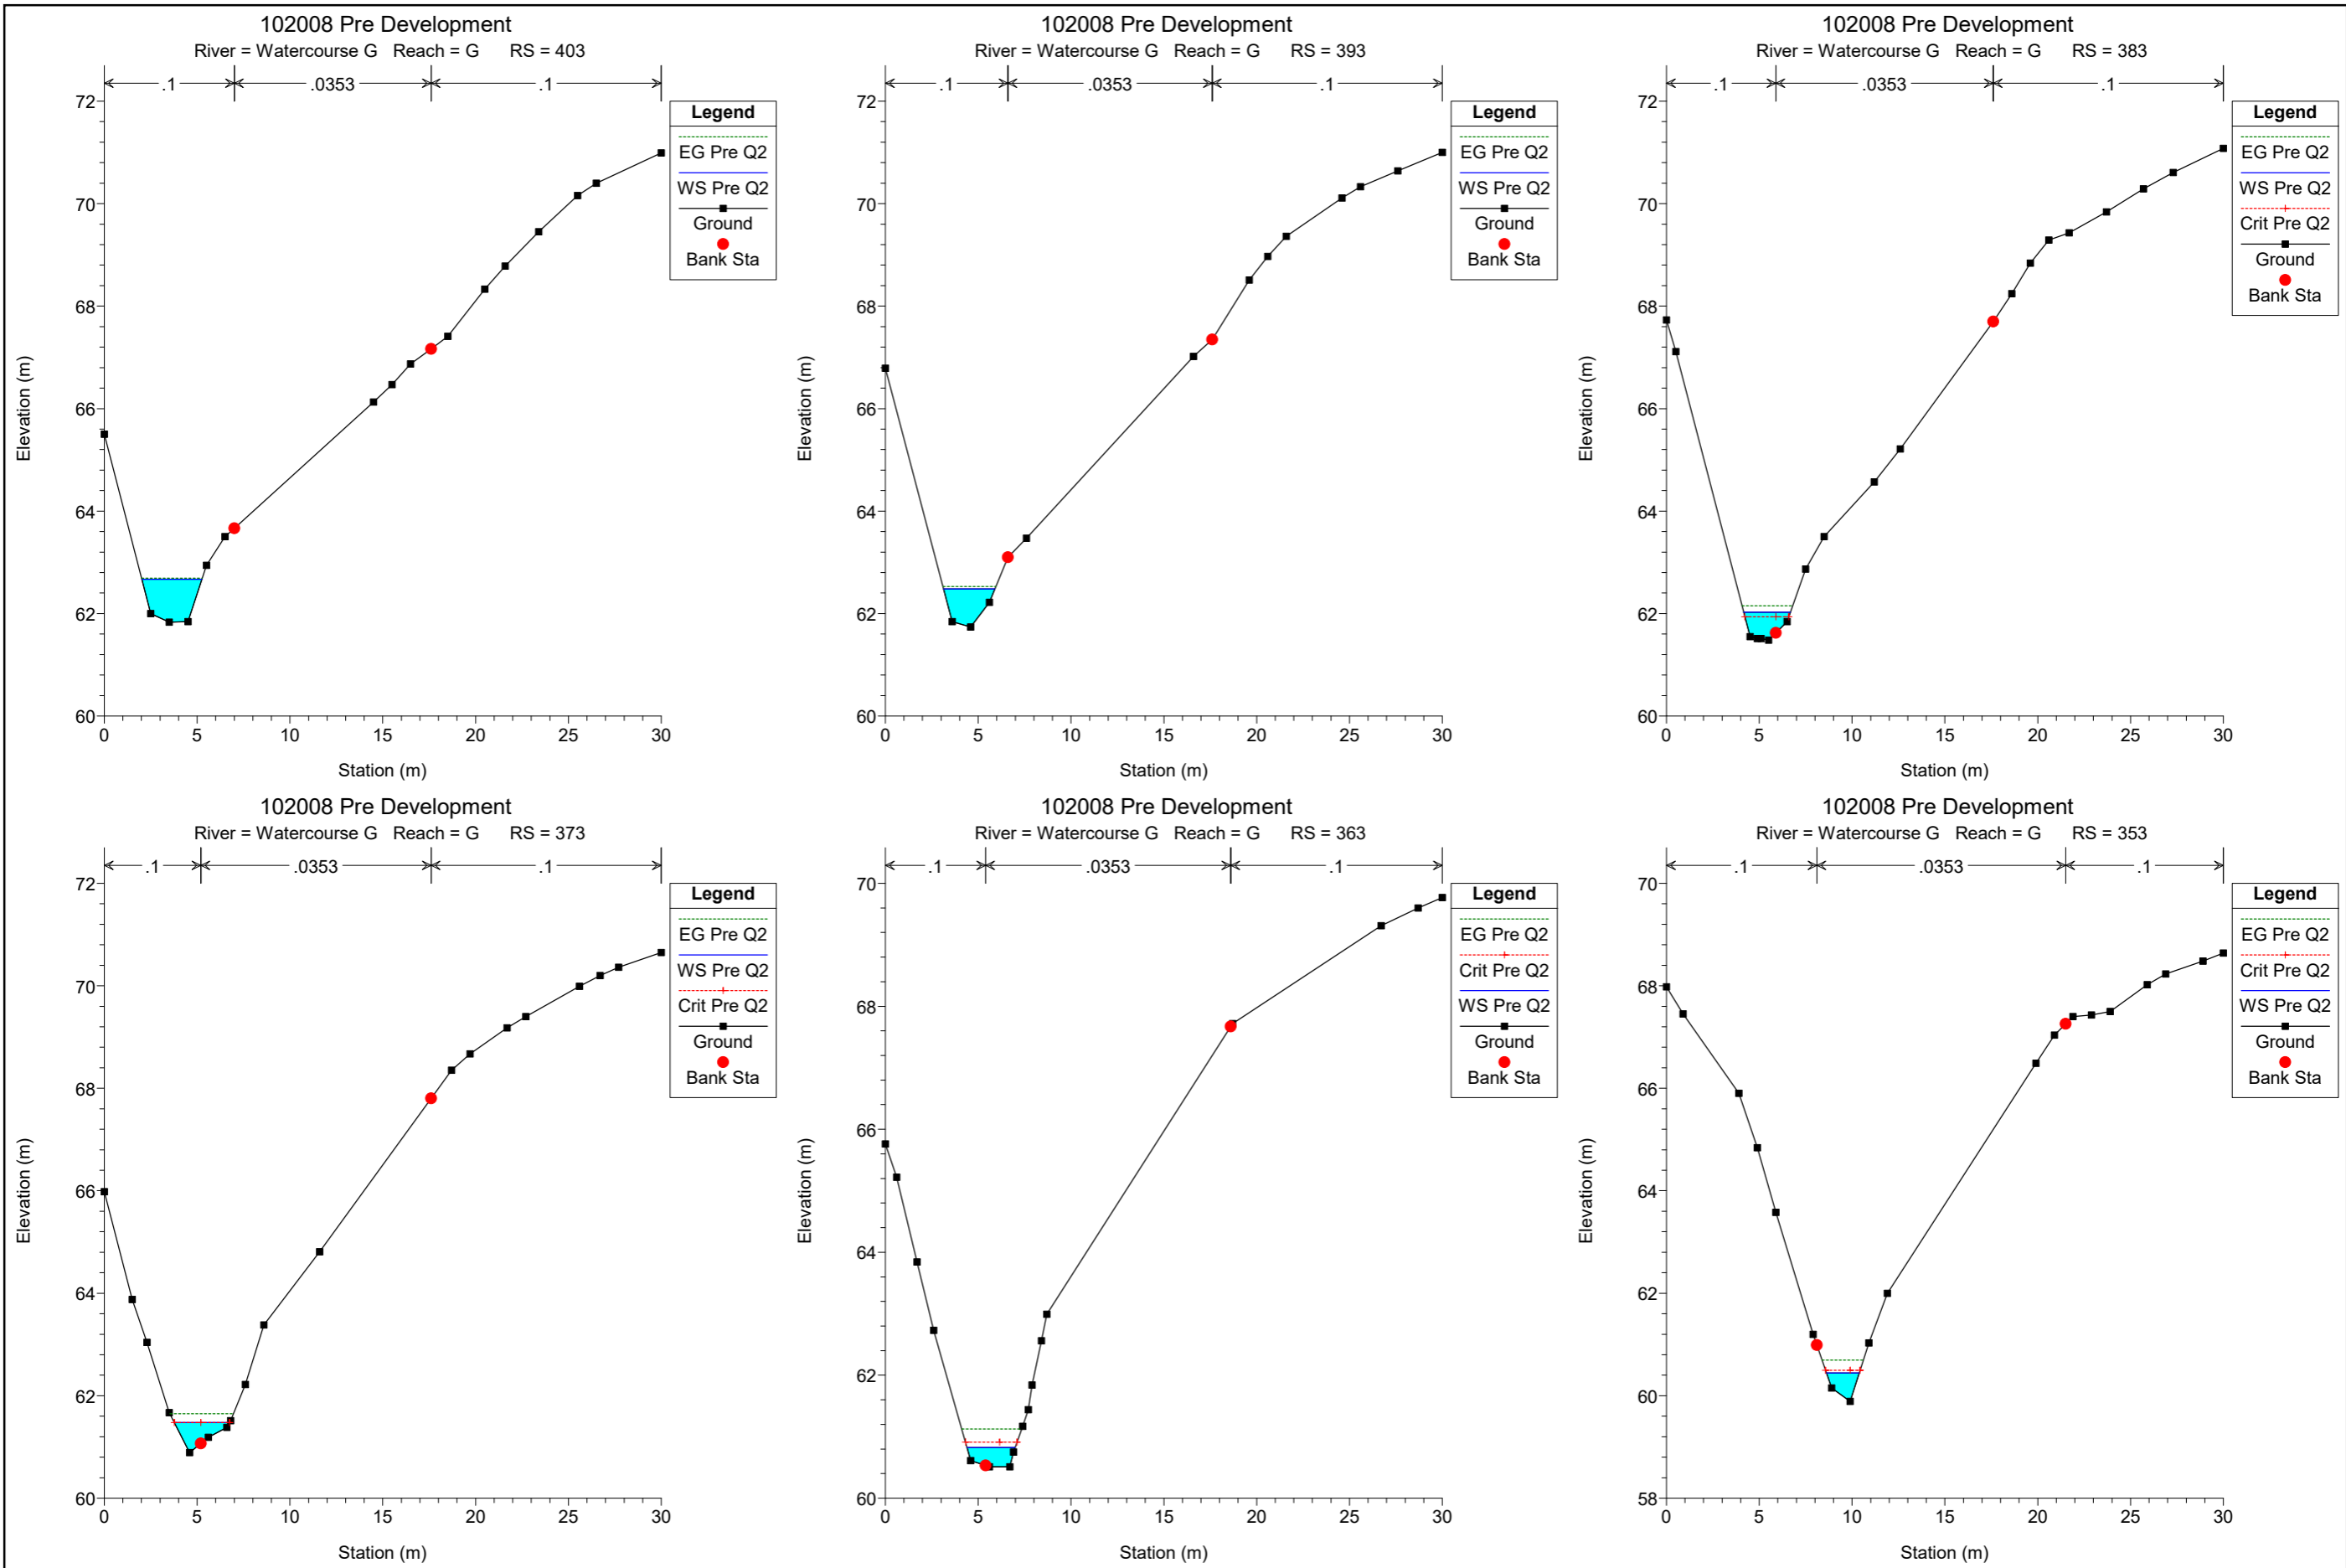 102008 Pre Development
River = Watercourse G Reach = G RS = 403
.1 .0353 .1
72
70
68
66
64
62
60
0 5 10 15 20 25 30
Elevation (m)
Station (m)
Legend
EG Pre Q2
WS Pre Q2
Ground
Bank Sta
102008 Pre Development
River = Watercourse G Reach = G RS = 393
.1 .0353 .1
72
70
68
66
64
62
60
0 5 10 15 20 25 30
Elevation (m)
Station (m)
Legend
EG Pre Q2
WS Pre Q2
Ground
Bank Sta
102008 Pre Development
River = Watercourse G Reach = G RS = 383
.1 .0353 .1
72
70
68
66
64
62
60
0 5 10 15 20 25 30
Elevation (m)
Station (m)
Legend
EG Pre Q2
WS Pre Q2
Crit Pre Q2
Ground
Bank Sta
102008 Pre Development
River = Watercourse G Reach = G RS = 373
.1 .0353 .1
72
70
68
66
64
62
60
0 5 10 15 20 25 30
Elevation (m)
Station (m)
Legend
EG Pre Q2
WS Pre Q2
Crit Pre Q2
Ground
Bank Sta
102008 Pre Development
River = Watercourse G Reach = G RS = 363
.1 .0353 .1
70
68
66
64
62
60
0 5 10 15 20 25 30
Elevation (m)
Station (m)
Legend
EG Pre Q2
Crit Pre Q2
WS Pre Q2
Ground
Bank Sta
102008 Pre Development
River = Watercourse G Reach = G RS = 353
.1 .0353 .1
70
68
66
64
62
60
58
0 5 10 15 20 25 30
Elevation (m)
Station (m)
Legend
EG Pre Q2
Crit Pre Q2
WS Pre Q2
Ground
Bank Sta